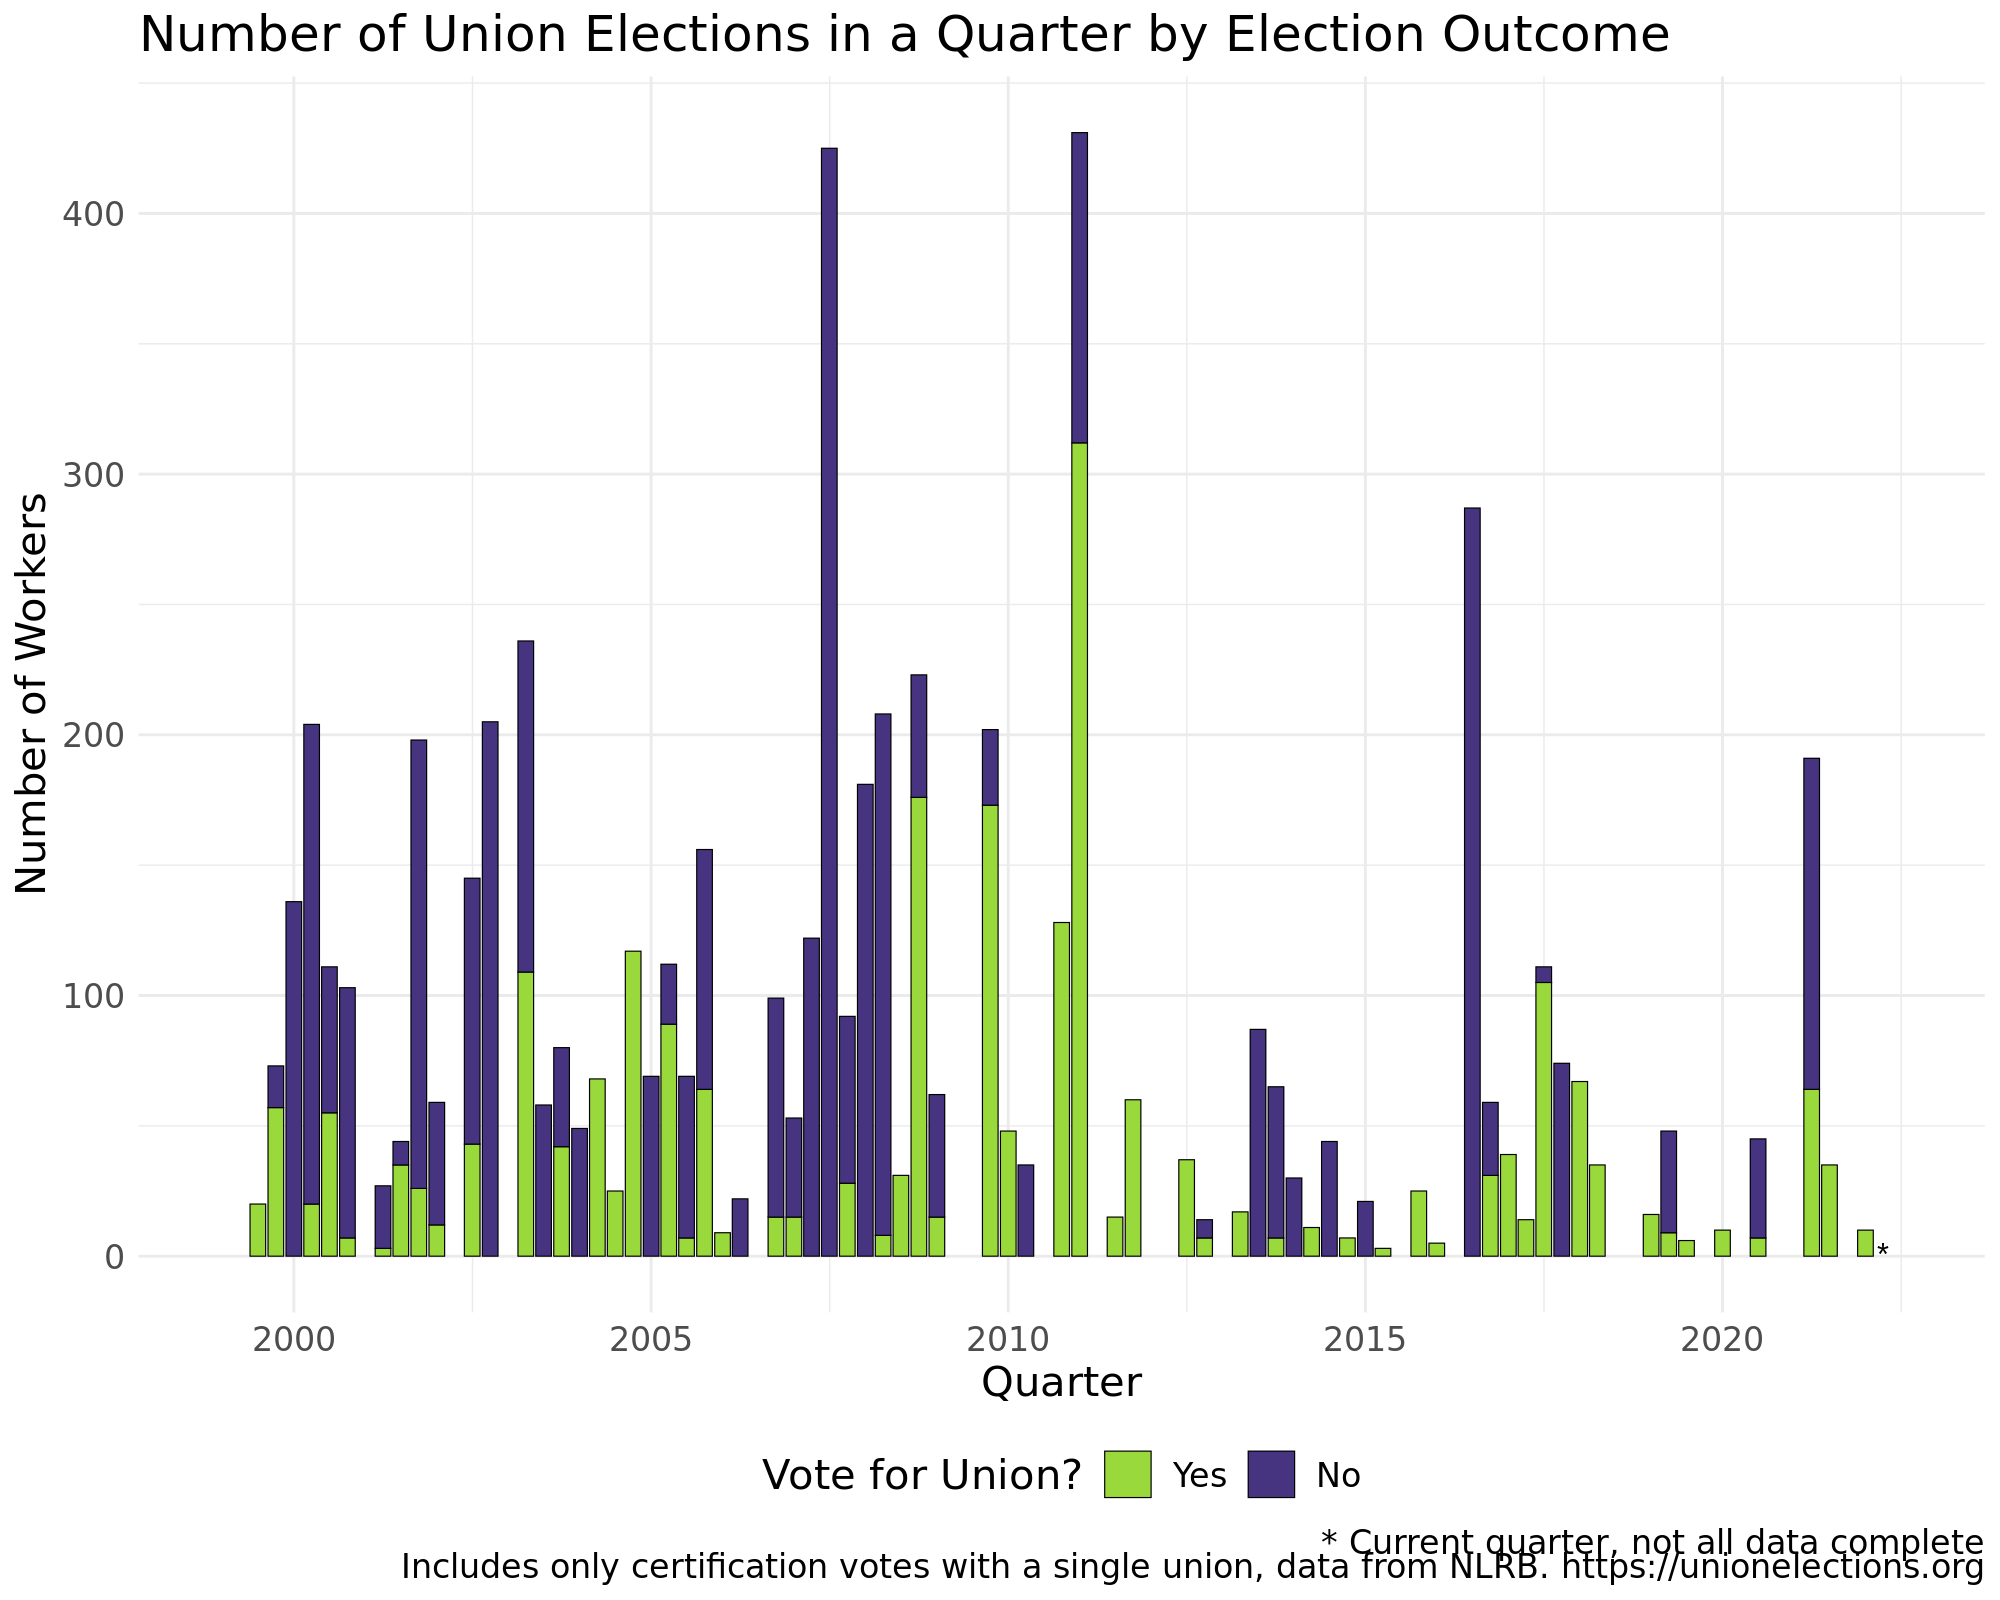 Number of Union Elections in a Quarter by Election Outcome
Number of Workers
400
300
200
100
0
*
2000 2005 2010 2015 2020
Quarter
Vote for Union? Yes No
* Current quarter, not all data complete
Includes only certification votes with a single union, data from NLRB. https://unionelections.org